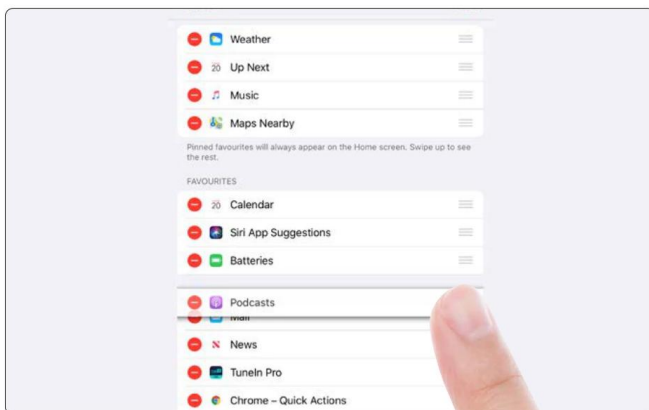 Weather
20 Up Next
Music
Maps Nearby
Pinned favourites will always appear on the Home screen. Swipe up to see
the rest.
FAVOURITES
20 Calendar
Siri App Suggestions
Batteries
Podcasts
Mail
N News
TuneIn Pro
Chrome – Quick Actions